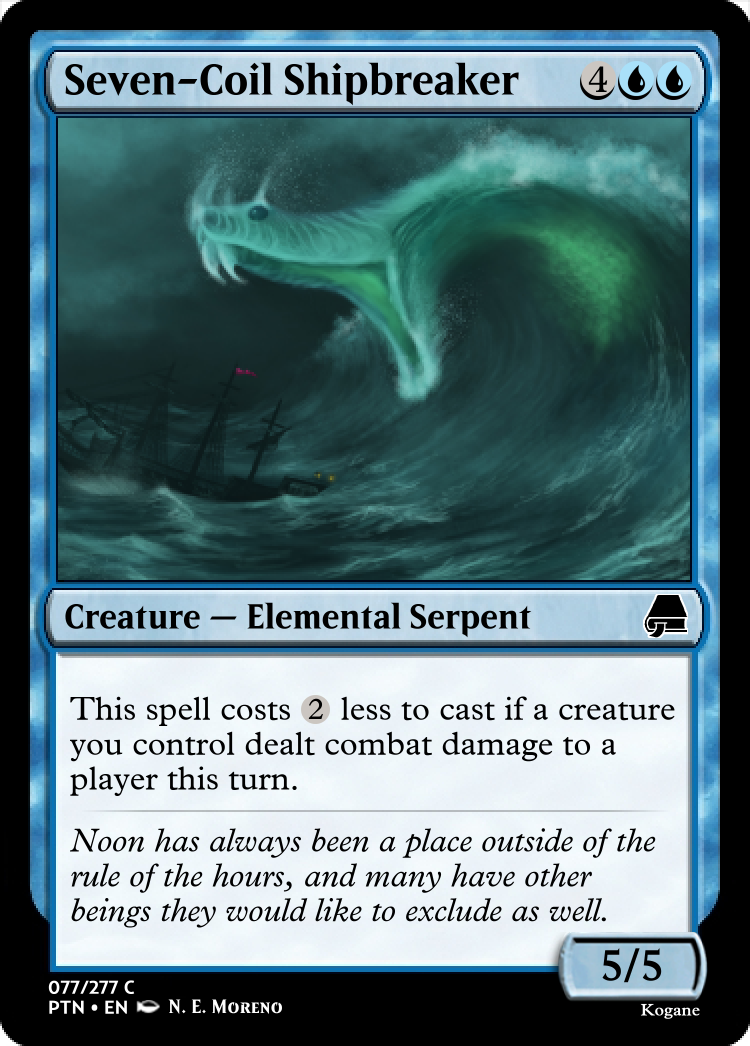 Seven-Coil Shipbreaker 4
Creature — Elemental Serpent
This spell costs 2 less to cast if a creature
you control dealt combat damage to a
player this turn.
Noon has always been a place outside of the
rule of the hours, and many have other
beings they would like to exclude as well.
5/5
077/277 C
PTN • EN N. E. Moreno
Kogane